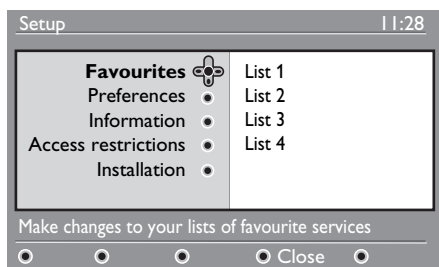 Setup 11:28
Favourites List 1
Preferences List 2
Information List 3
Access restrictions List 4
Installation
Make changes to your lists of favourite services
Close